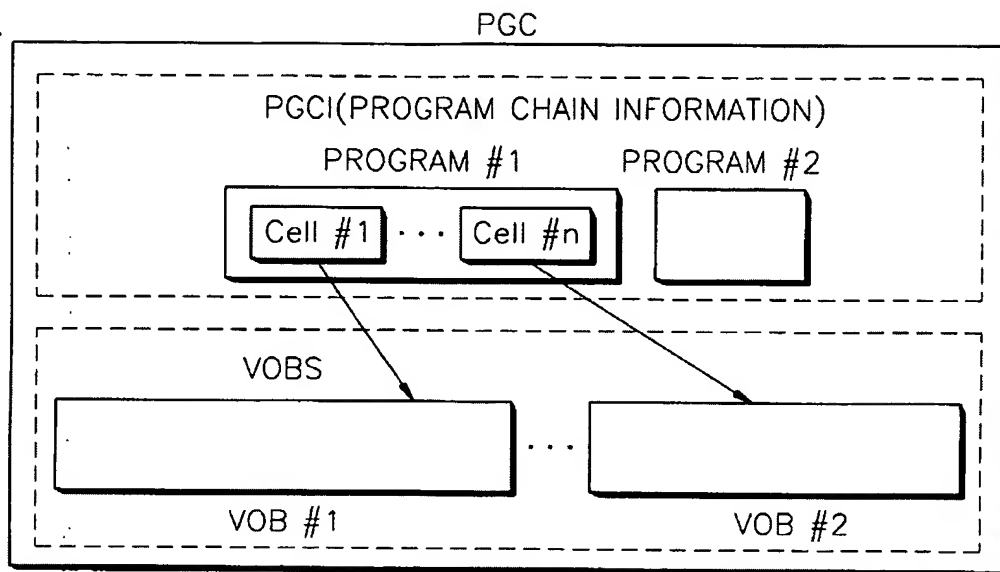 PGC
PGCI(PROGRAM CHAIN INFORMATION)
PROGRAM #1 PROGRAM #2
Cell #1 ··· Cell #n
VOBS
···
VOB #1 VOB #2